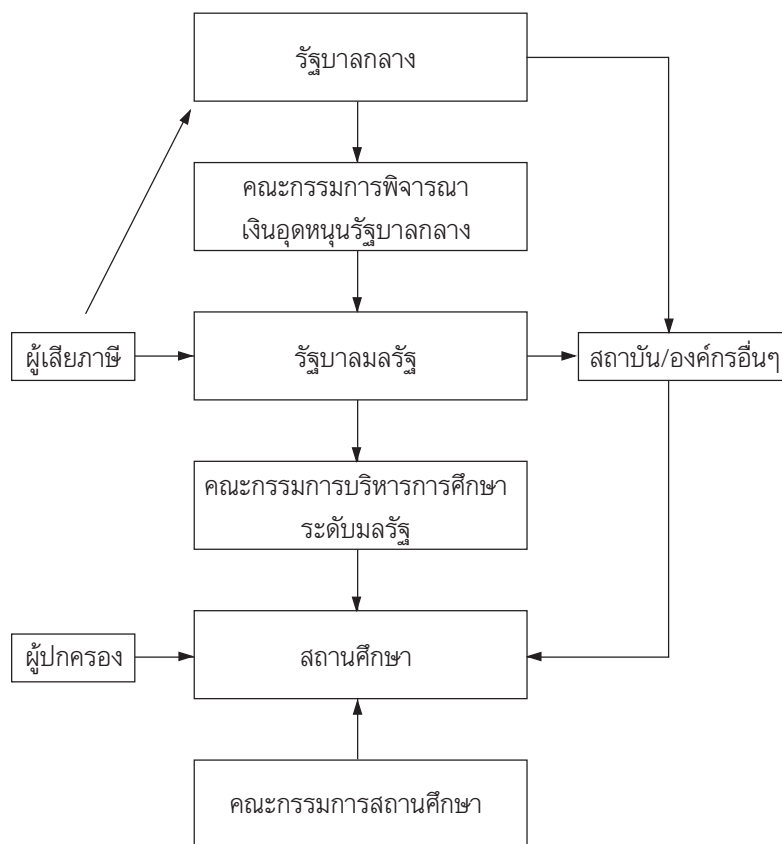 รัฐบาลกลาง
คณะกรรมการพิจารณา
เงินอุดหนุนรัฐบาลกลาง
ผู้เสียภาษี
รัฐบาลมลรัฐ
สถาบัน/องค์กรอื่นๆ
คณะกรรมการบริหารการศึกษา
ระดับมลรัฐ
ผู้ปกครอง
สถานศึกษา
คณะกรรมการสถานศึกษา